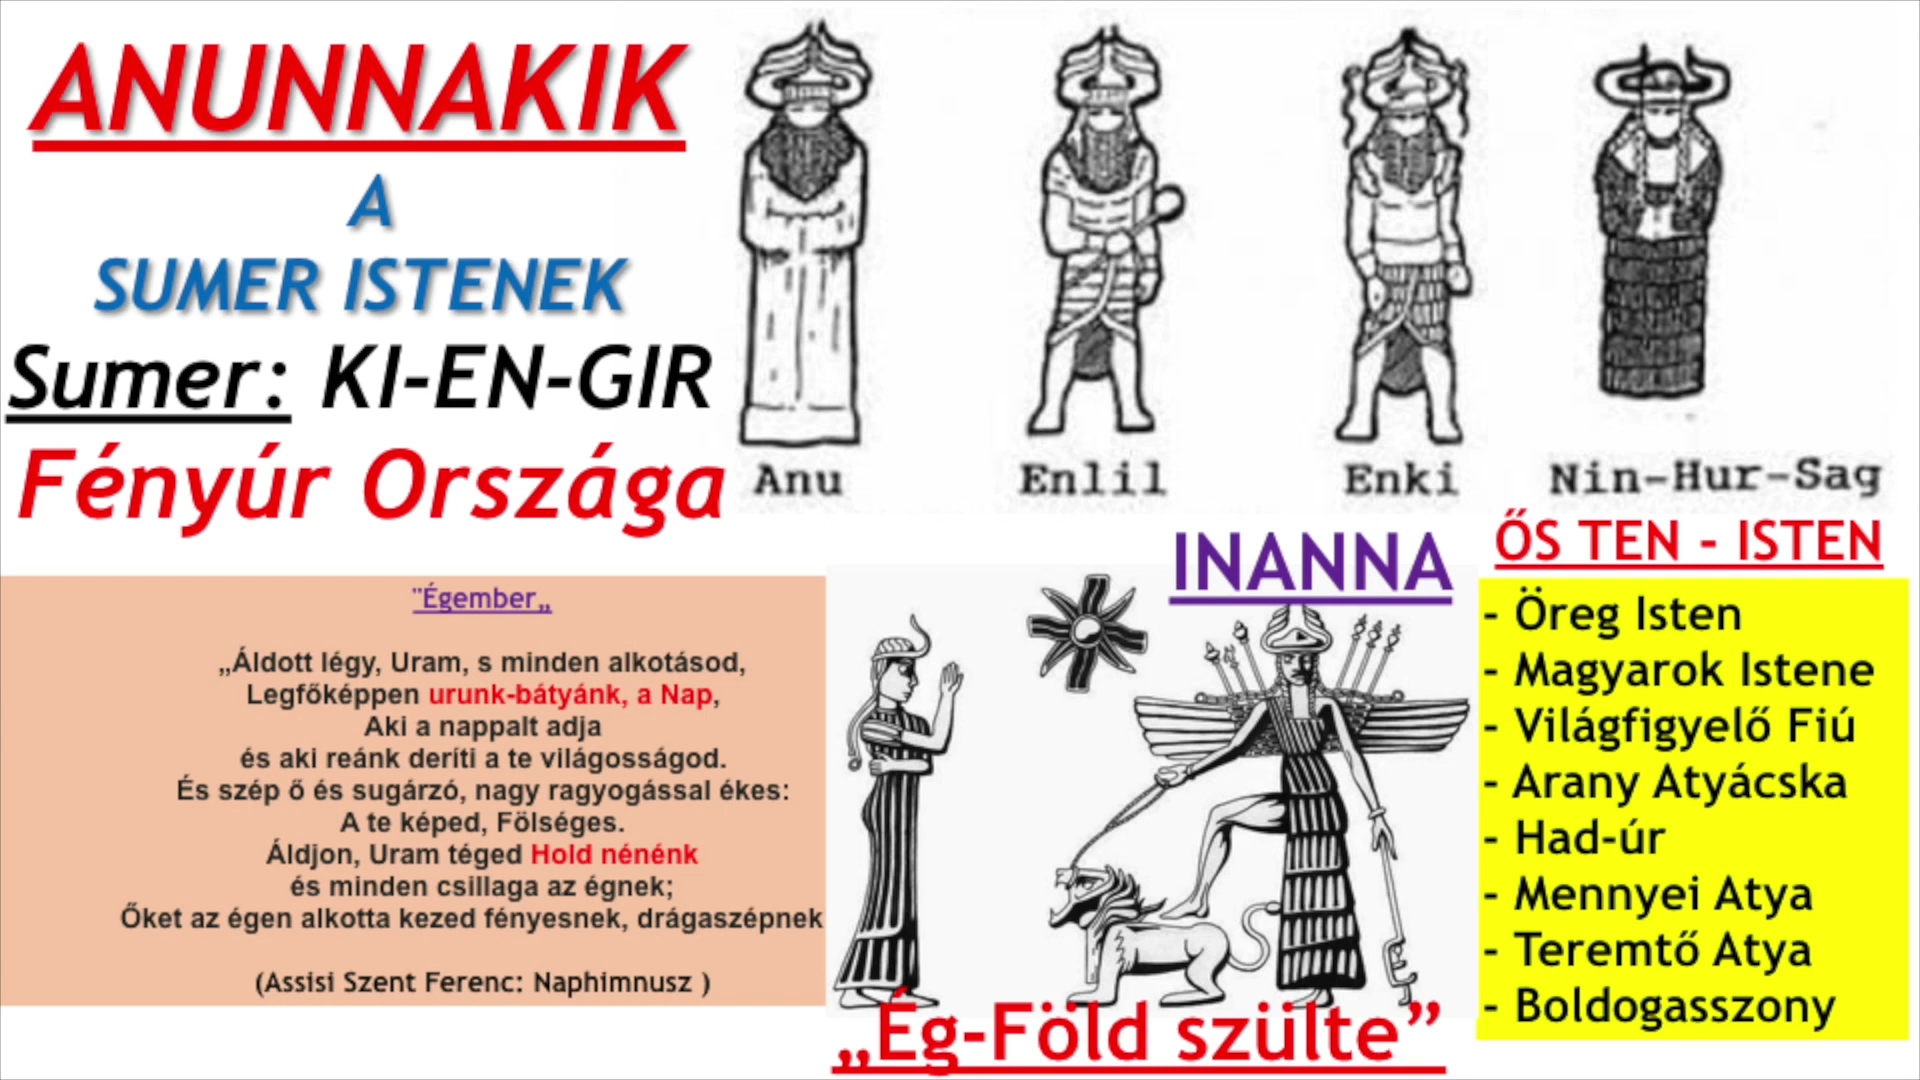 ANUNNAKIK
A
SUMER ISTENEK
Sumer: KI-EN-GIR
Fényúr Országa
Anu
Enlil
Enki
Nin-Hur-Sag
"Égember„
„Áldott légy, Uram, s minden alkotásod,
Legfőképpen urunk-bátyánk, a Nap,
Aki a nappalt adja
és aki reánk deríti a te világosságod.
És szép ő és sugárzó, nagy ragyogással ékes:
A te képed, Fölséges.
Áldjon, Uram téged Hold nénénk
és minden csillaga az égnek;
Őket az égen alkotta kezed fényesnek, drágaszépnek
(Assisi Szent Ferenc: Naphimnusz )
INANNA
„Ég-Föld szülte”
ŐS TEN - ISTEN
- Öreg Isten
- Magyarok Istene
- Világfigyelő Fiú
- Arany Atyácska
- Had-úr
- Mennyei Atya
- Teremtő Atya
- Boldogasszony